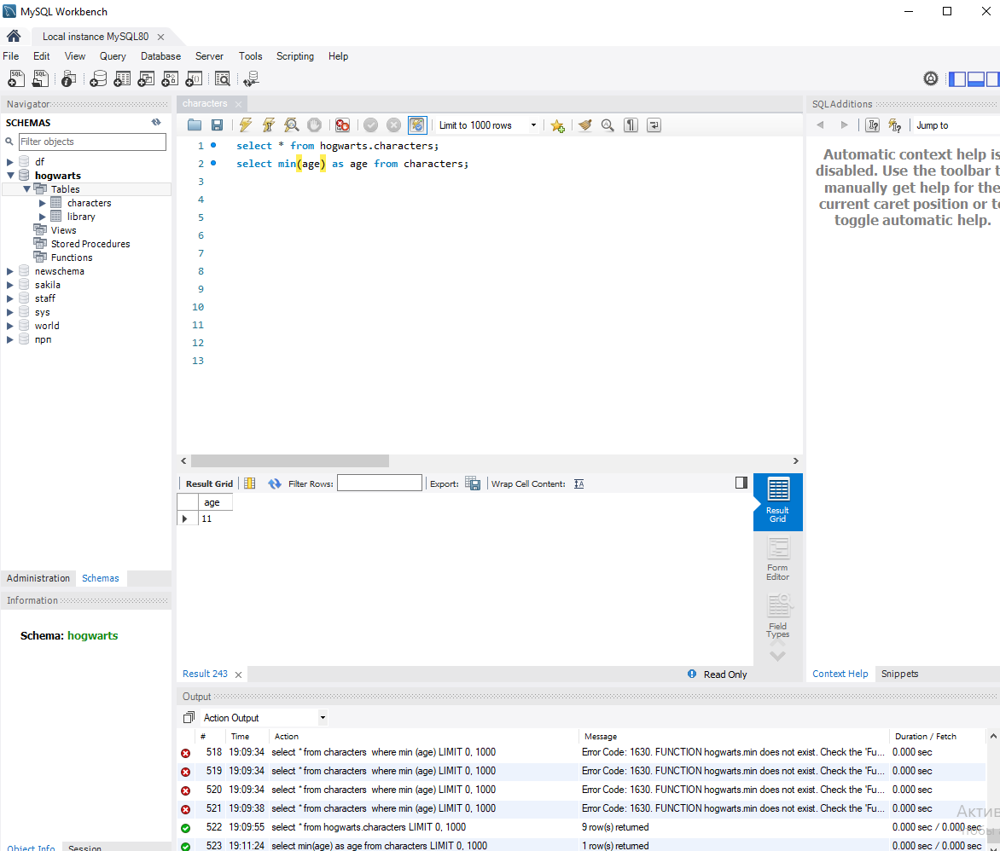 MySQL Workbench
Local instance MySQL80
File Edit View Query Database Server Tools Scripting Help
Navigator
SCHEMAS
Filter objects
df
hogwarts
Tables
characters
library
Views
Stored Procedures
Functions
newschema
sakila
staff
sys
world
прп
Administration Schemas
Information
Schema: hogwarts
Object Info Session
characters
Limit to 1000 rows
1 select * from hogwarts.characters;
2 select min(age) as age from characters;
3
4
5
6
7
8
9
10
11
12
13
Result Grid Filter Rows: Export: Wrap Cell Content:
age
11
Result Grid
Form Editor
Field Types
Result 243
Read Only
SQLAdditions
Jump to
Automatic context help is
disabled. Use the toolbar t
manually get help for the
current caret position or to
toggle automatic help.
Context Help Snippets
Output
Action Output
# Time Action Message Duration / Fetch
518 19:09:34 select * from characters where min (age) LIMIT 0, 1000 Error Code: 1630. FUNCTION hogwarts.min does not exist. Check the 'Fu... 0.000 sec
519 19:09:34 select * from characters where min (age) LIMIT 0, 1000 Error Code: 1630. FUNCTION hogwarts.min does not exist. Check the 'Fu... 0.000 sec
520 19:09:34 select * from characters where min (age) LIMIT 0, 1000 Error Code: 1630. FUNCTION hogwarts.min does not exist. Check the 'Fu... 0.000 sec
521 19:09:38 select * from characters where min (age) LIMIT 0, 1000 Error Code: 1630. FUNCTION hogwarts.min does not exist. Check the 'Fu... 0.000 sec
522 19:09:55 select * from hogwarts.characters LIMIT 0, 1000 9 row(s) returned 0.000 sec / 0.000 sec
523 19:11:24 select min(age) as age from characters LIMIT 0, 1000 1 row(s) returned 0.000 sec / 0.000 sec
Актив